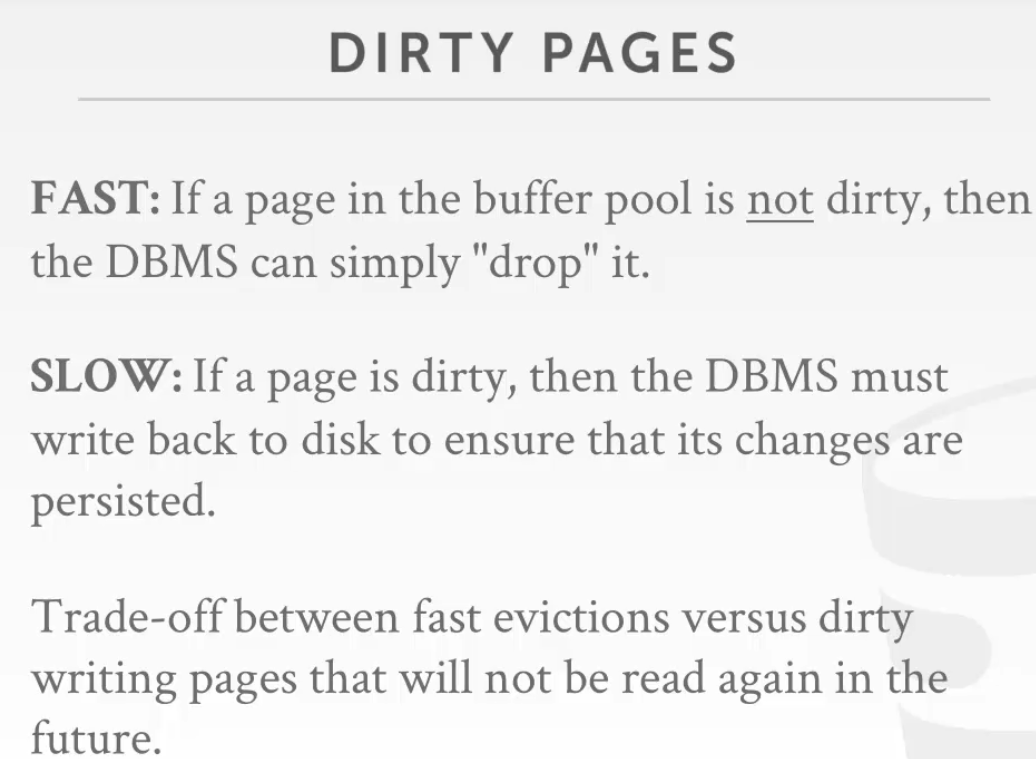 DIRTY PAGES
FAST: If a page in the buffer pool is not dirty, then
the DBMS can simply "drop" it.
SLOW: If a page is dirty, then the DBMS must
write back to disk to ensure that its changes are
persisted.
Trade-off between fast evictions versus dirty
writing pages that will not be read again in the
future.